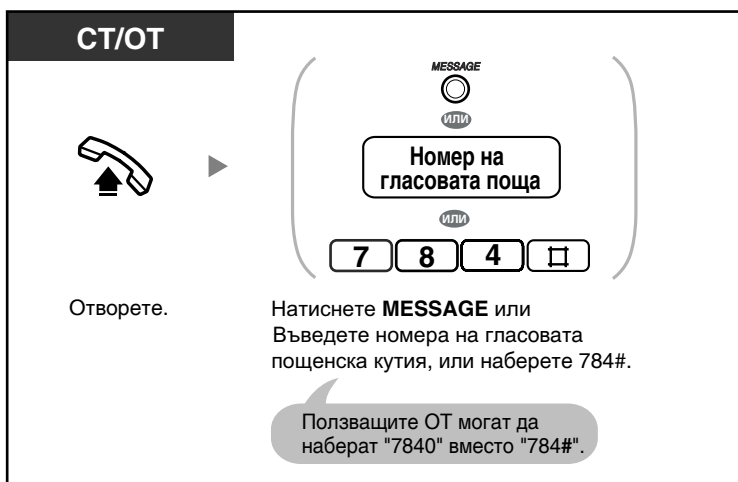 СТ/ОТ
MESSAGE
или
Номер на
гласовата поща
или
7 8 4 #
Отворете.
Натиснете MESSAGE или
Въведете номера на гласовата
пощенска кутия, или наберете 784#.
Ползващите ОТ могат да
наберат "7840" вместо "784#".